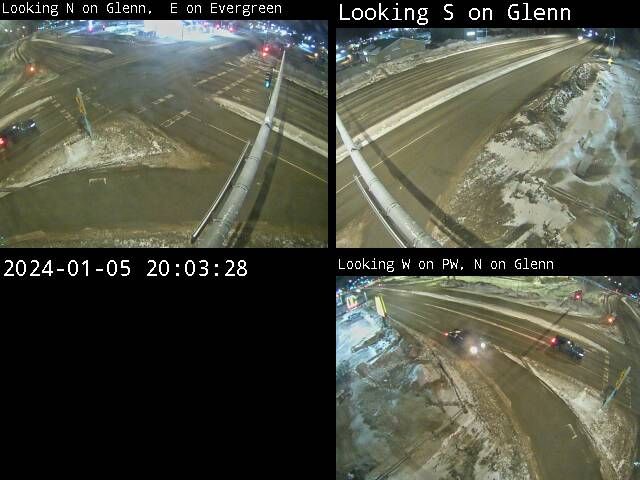 Looking N on Glenn, E on Evergreen
Looking S on Glenn
2024-01-05 20:03:28
Looking W on PW, N on Glenn